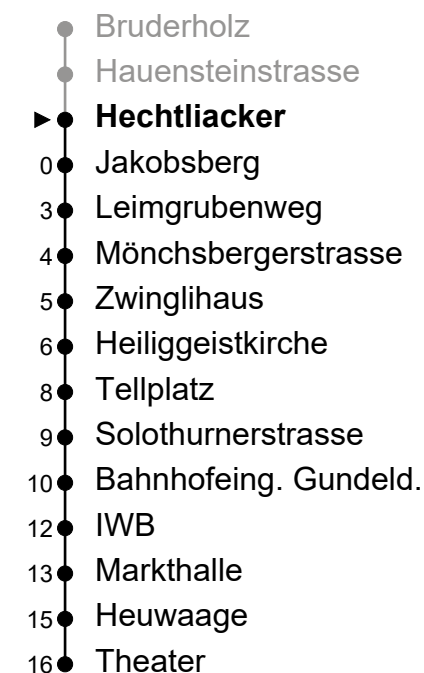 Bruderholz
Hauensteinstrasse
Hechtliacker
0 Jakobsberg
3 Leimgrubenweg
4 Mönchsbergerstrasse
5 Zwinglihaus
6 Heiliggeistkirche
8 Tellplatz
9 Solothurnerstrasse
10 Bahnhofeing. Gundeld.
12 IWB
13 Markthalle
15 Heuwaage
16 Theater